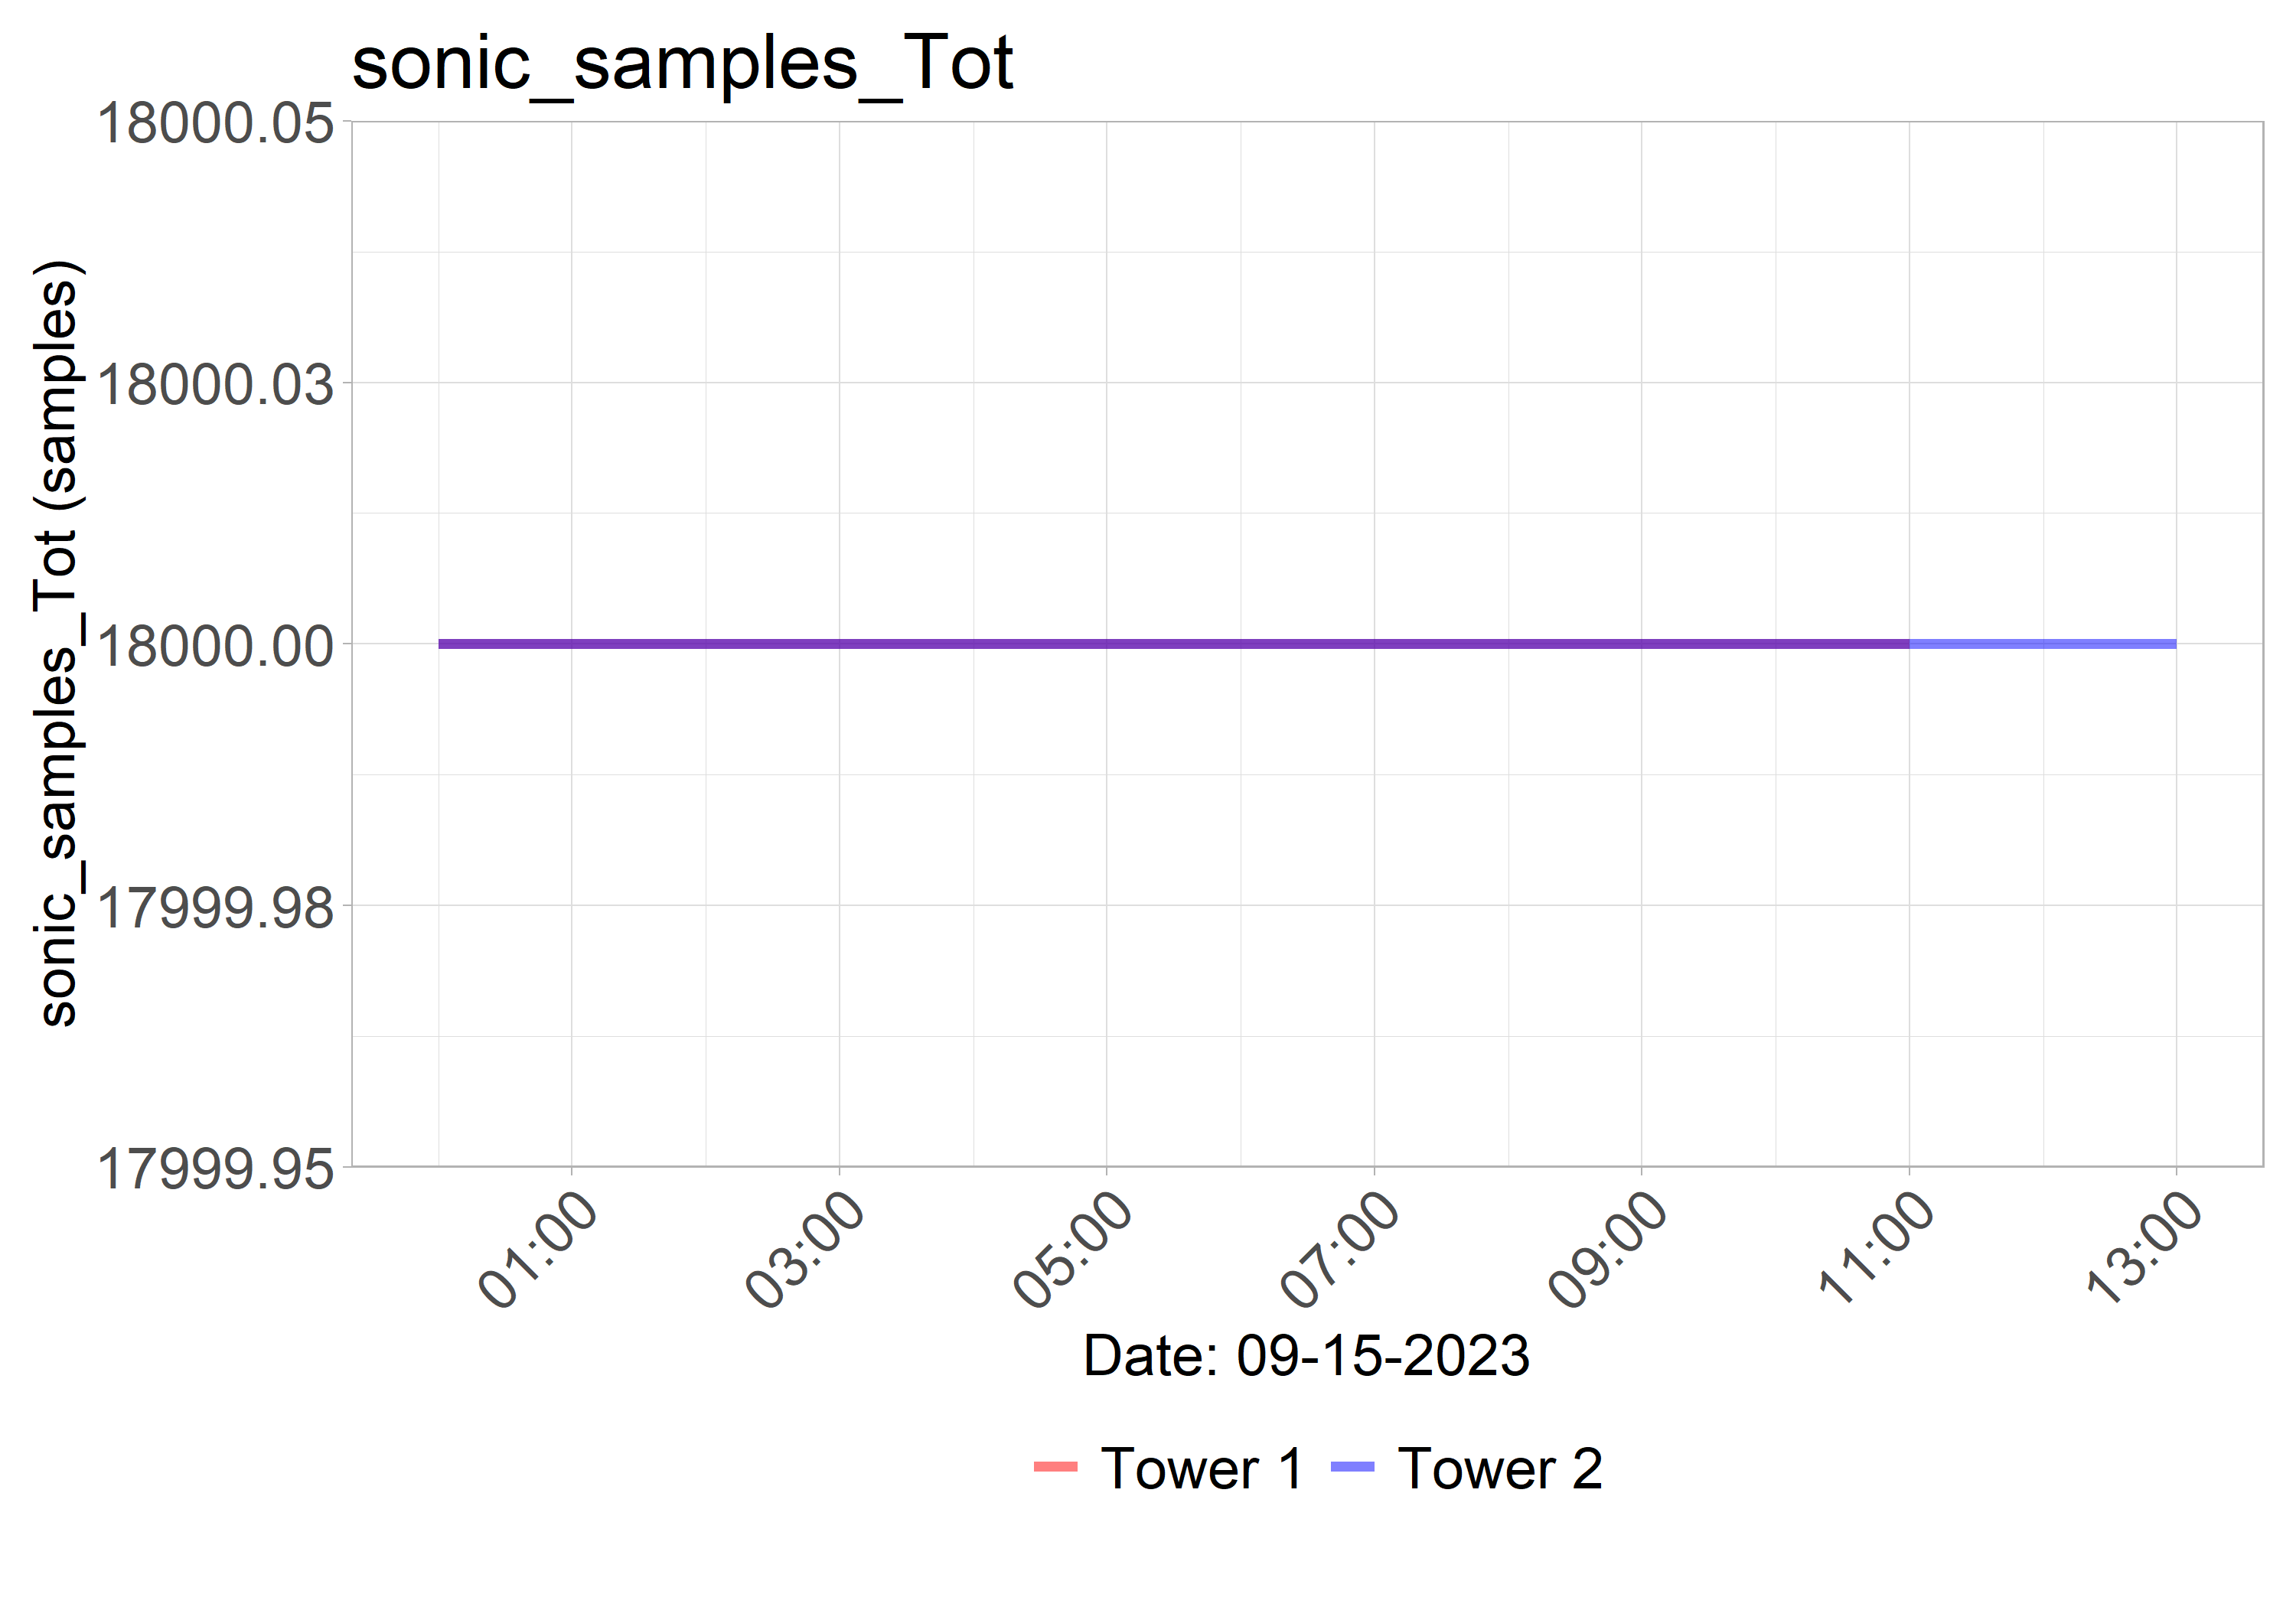 sonic_samples_Tot
sonic_samples_Tot (samples)
18000.05
18000.03
18000.00
17999.98
17999.95
01:00
03:00
05:00
07:00
09:00
11:00
13:00
Date: 09-15-2023
Tower 1
Tower 2